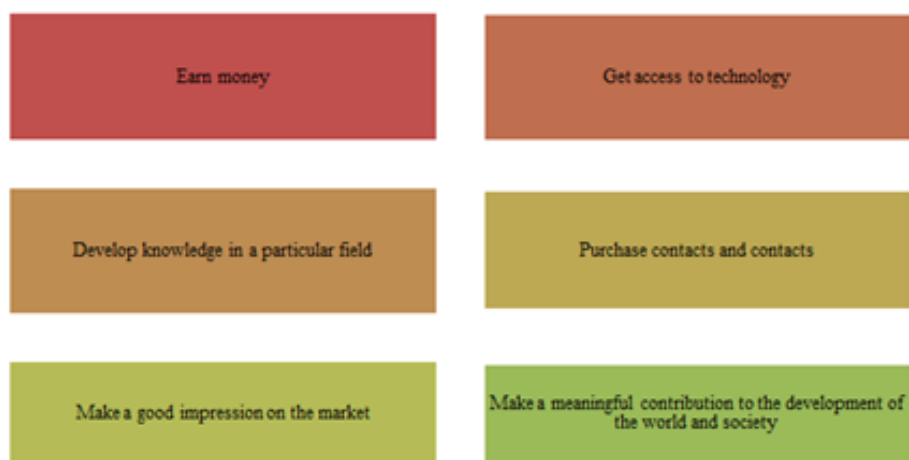 Earn money
Get access to technology
Develop knowledge in a particular field
Purchase contacts and contacts
Make a good impression on the market
Make a meaningful contribution to the development of
the world and society